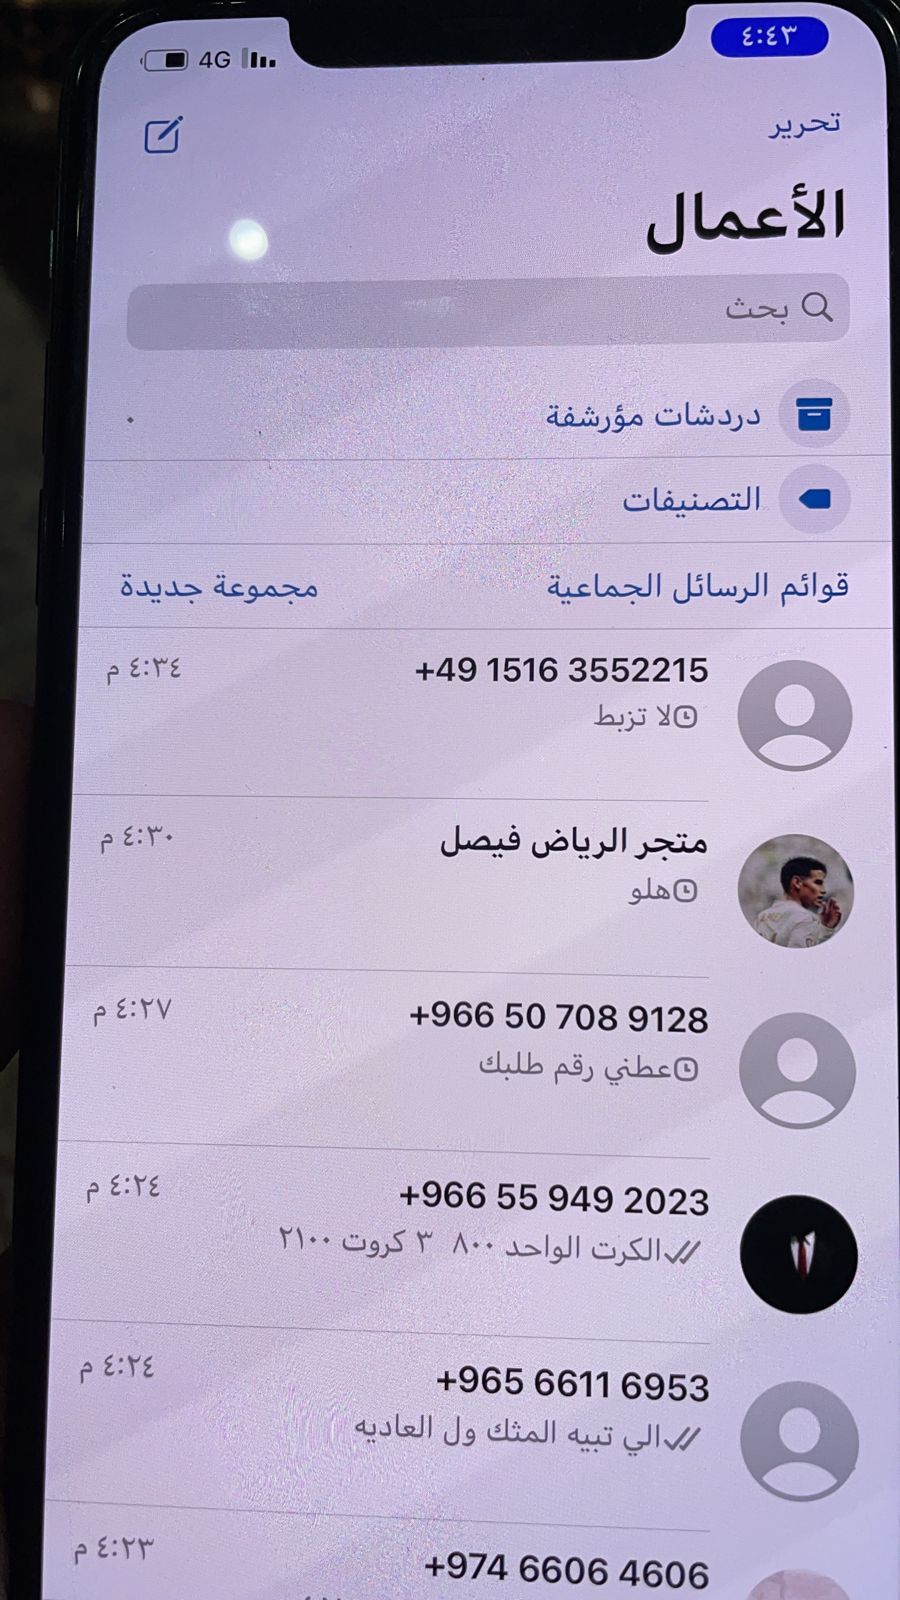 ٤:٤٣
4G
تحرير
الأعمال
بحث
دردشات مؤرشفة
التصنيفات
قوائم الرسائل الجماعية مجموعة جديدة
+49 1516 3552215 ٤:٣٤ م
لا تزبط
متجر الرياض فيصل ٤:٣٠ م
هلو
+966 50 708 9128 ٤:٢٧ م
عطني رقم طلبك
+966 55 949 2023 ٤:٢٤ م
الكرت الواحد ٨٠٠ ٣ كروت ٢١٠٠
+965 6611 6953 ٤:٢٤ م
الي تبيه المثك ول العاديه
+974 6606 4606 ٤:٢٣ م